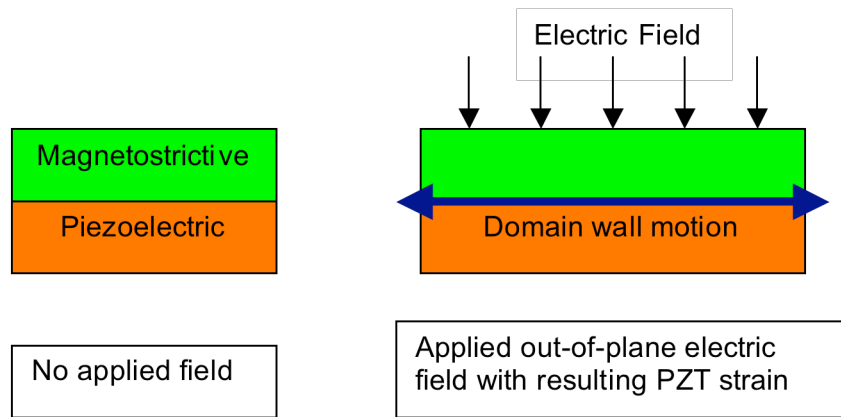 Electric Field
Magnetostrictive
Piezoelectric
Domain wall motion
No applied field
Applied out-of-plane electric
field with resulting PZT strain